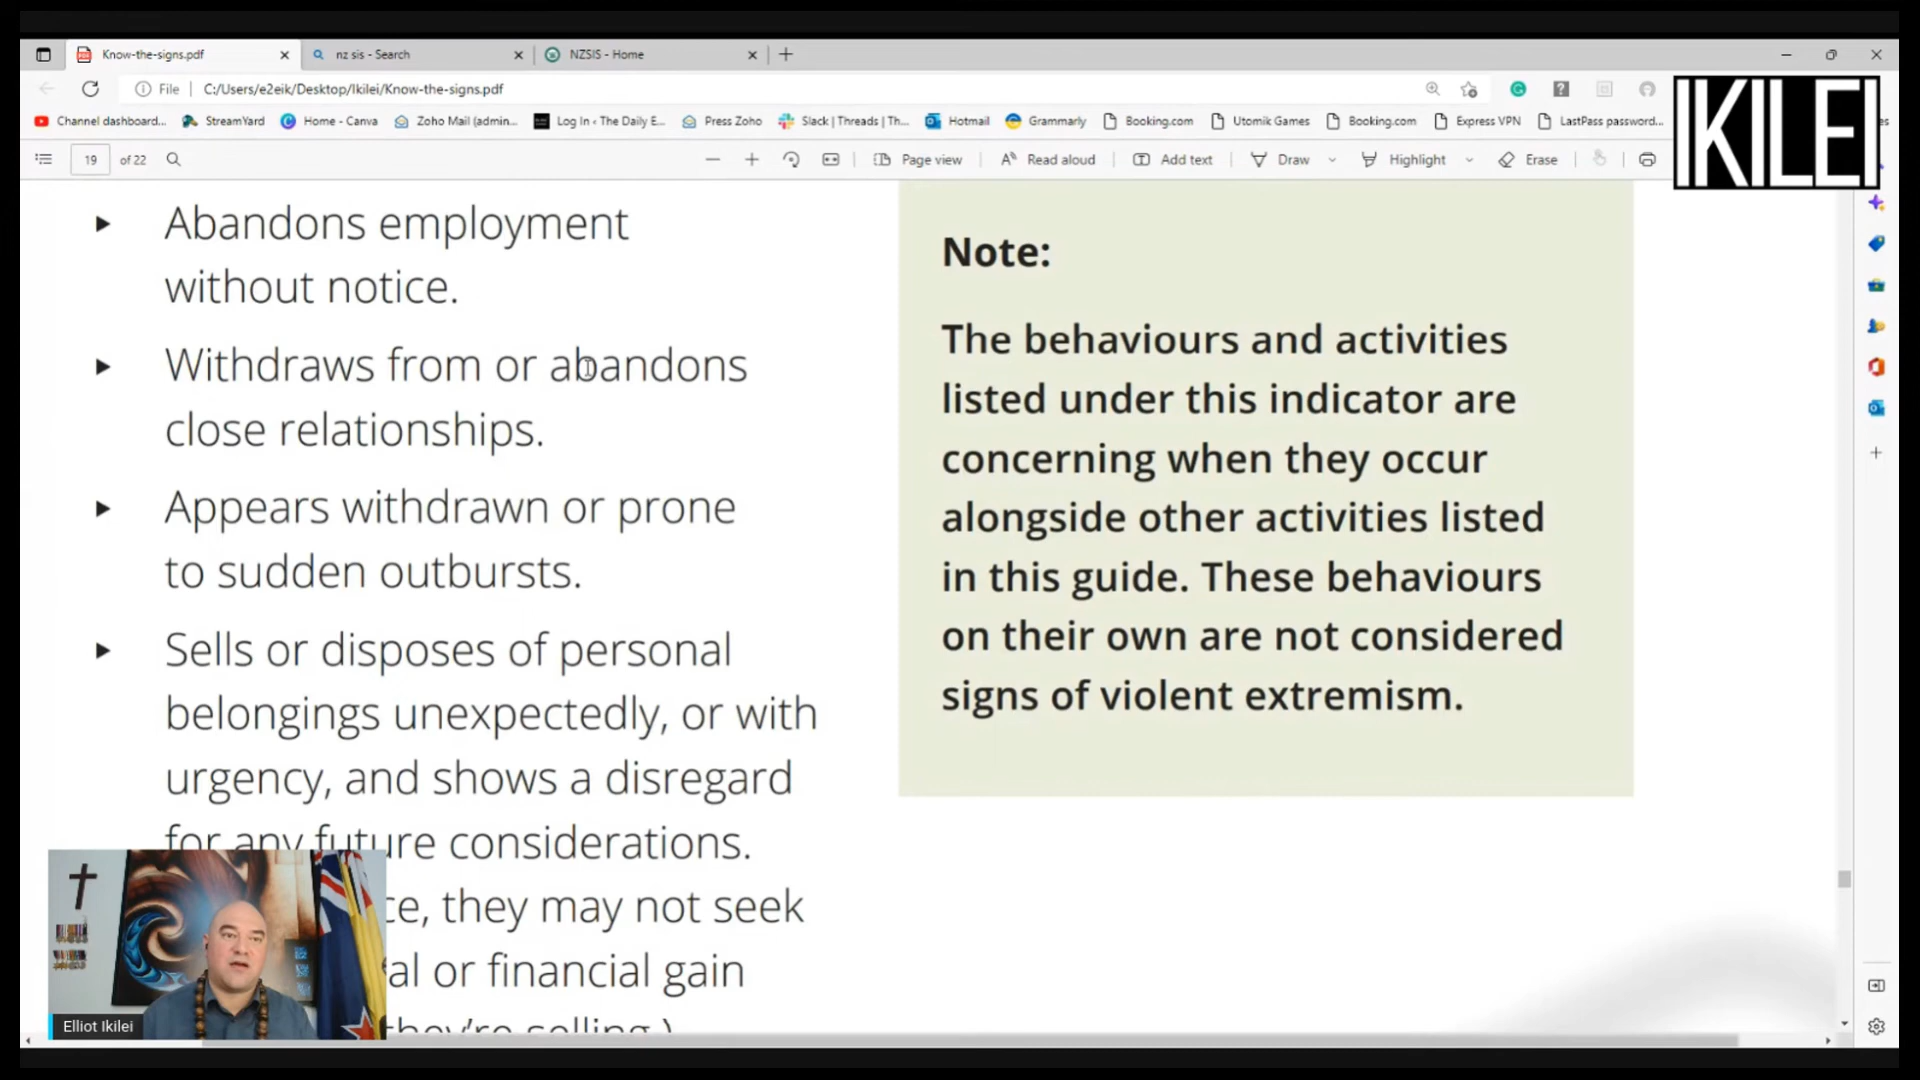 Know-the-signs.pdf
nz sis - Search
NZSIS - Home
File
C:/Users/e2eik/Desktop/Ikilei/Know-the-signs.pdf
IKILEI
Channel dashboard...
StreamYard
Home - Canva
Zoho Mail (admin...
Log In ‹ The Daily E...
Press Zoho
Slack | Threads | Th...
Hotmail
Grammarly
Booking.com
Utomik Games
Booking.com
Express VPN
LastPass password...
19 of 22
Page view
Read aloud
Add text
Draw
Highlight
Erase
Abandons employment
without notice.
Withdraws from or abandons
close relationships.
Appears withdrawn or prone
to sudden outbursts.
Sells or disposes of personal
belongings unexpectedly, or with
urgency, and shows a disregard
for any future considerations.
they may not seek
or financial gain
they're selling.)
Note:
The behaviours and activities
listed under this indicator are
concerning when they occur
alongside other activities listed
in this guide. These behaviours
on their own are not considered
signs of violent extremism.
Elliot Ikilei